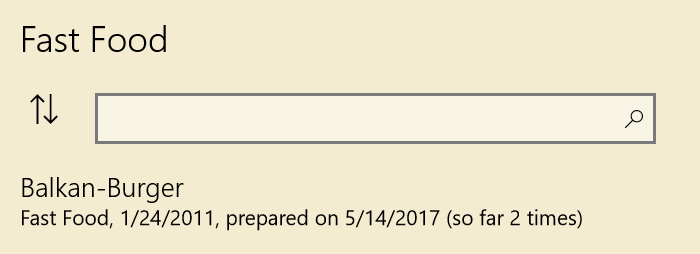 Fast Food
Balkan-Burger
Fast Food, 1/24/2011, prepared on 5/14/2017 (so far 2 times)